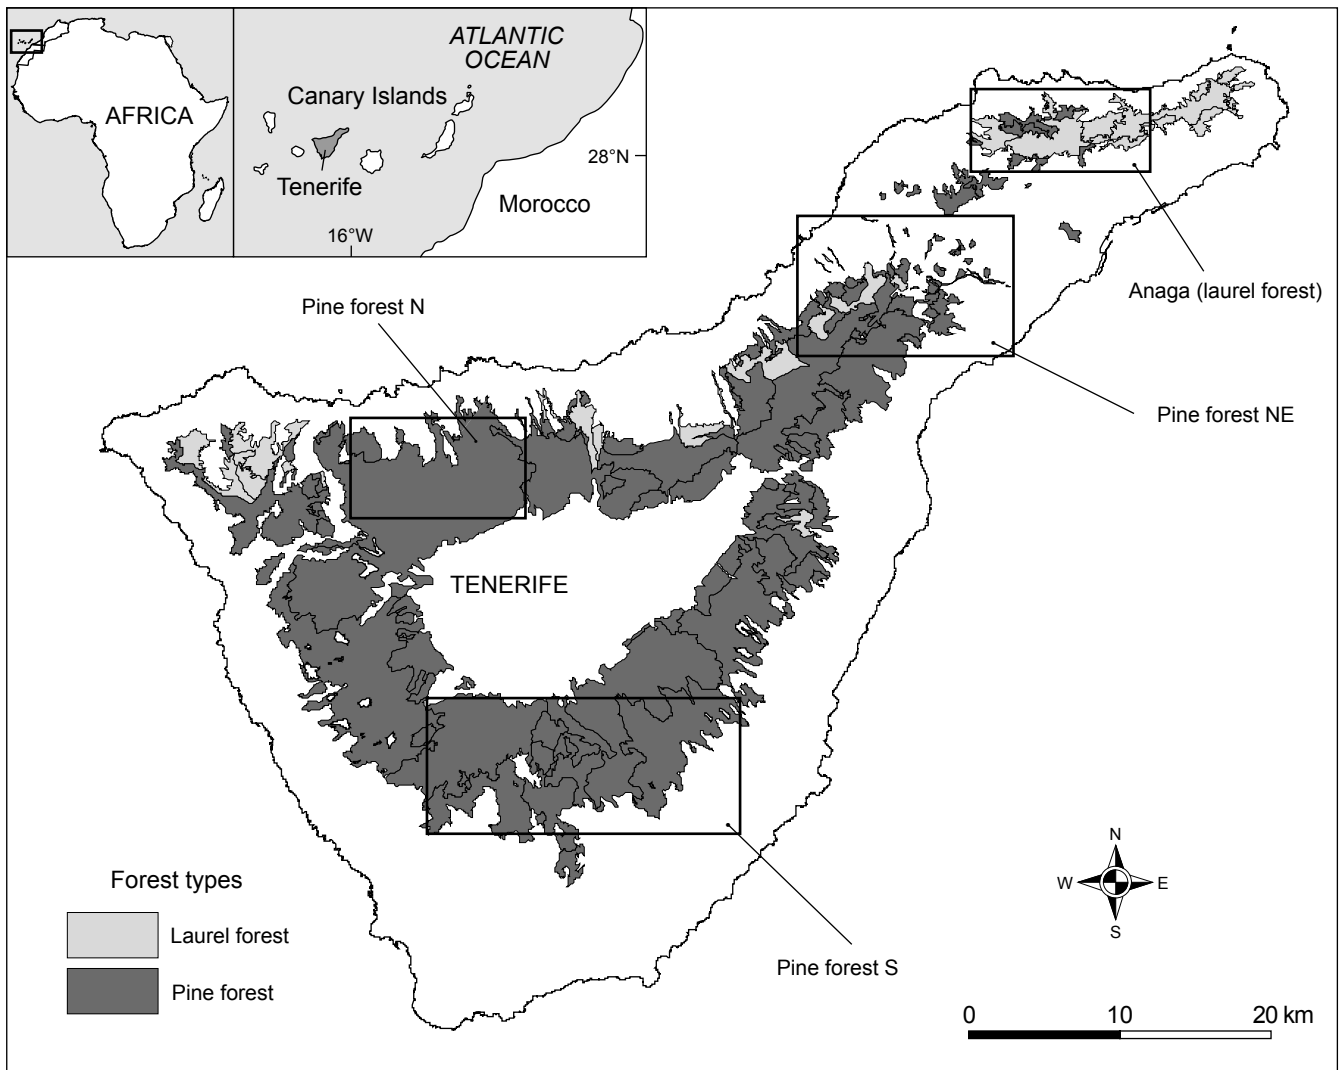 ATLANTIC
OCEAN
Canary Islands
AFRICA
28°N
Tenerife
Morocco
16°W
Anaga (laurel forest)
Pine forest N
Pine forest NE
TENERIFE
N
W
E
S
Forest types
Laurel forest
Pine forest
Pine forest S
0
10
20 km